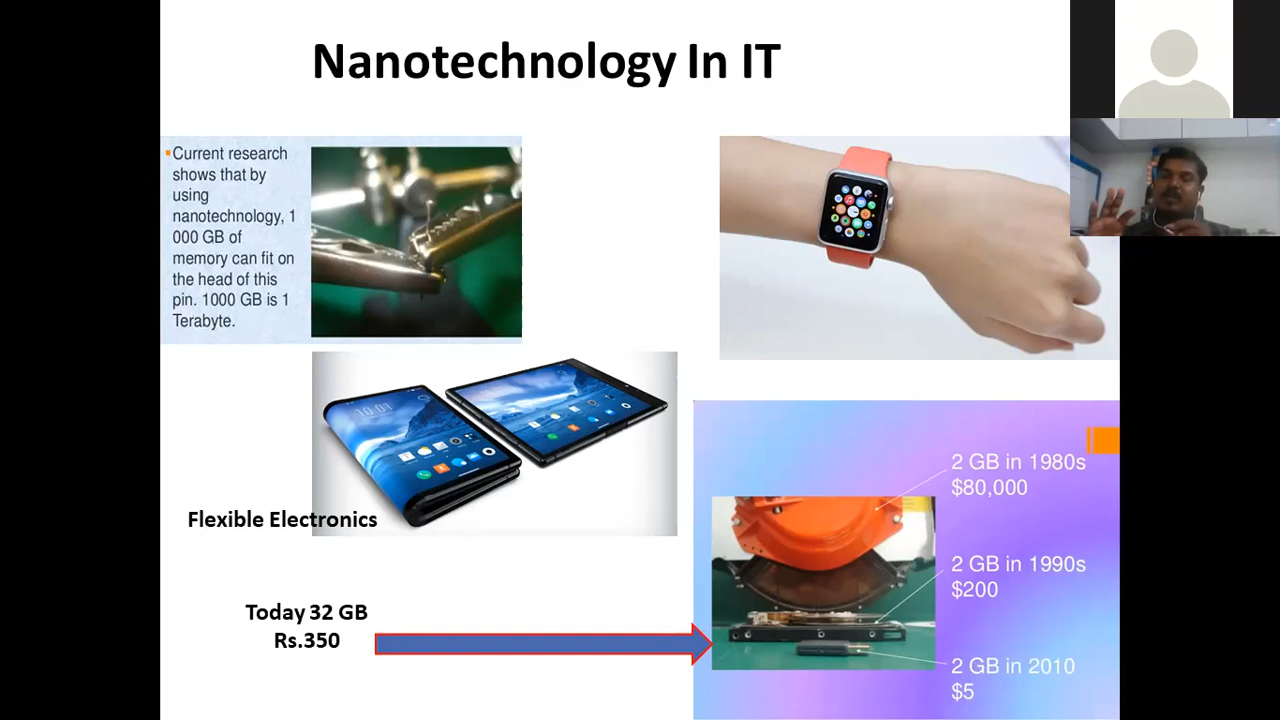 Nanotechnology In IT
Current research
shows that by
using
nanotechnology, 1
000 GB of
memory can fit on
the head of this
pin. 1000 GB is 1
Terabyte.
10:01
Flexible Electronics
Today 32 GB
Rs.350
2 GB in 1980s
$80,000
2 GB in 1990s
$200
2 GB in 2010
$5